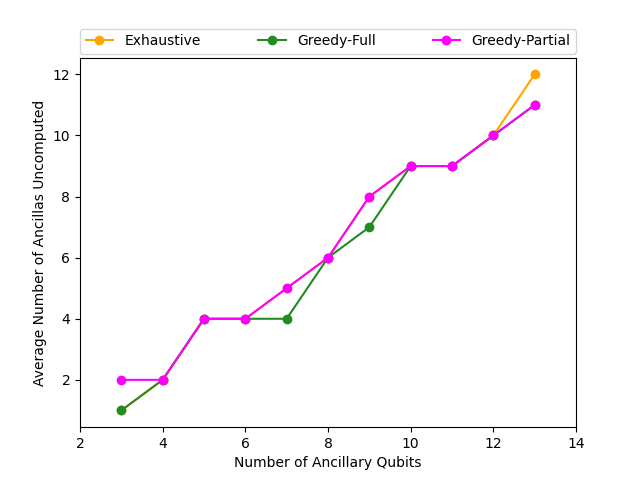 Exhaustive Greedy-Full Greedy-Partial
12
10
8
6
4
2
Average Number of Ancillas Uncomputed
2 4 6 8 10 12 14
Number of Ancillary Qubits